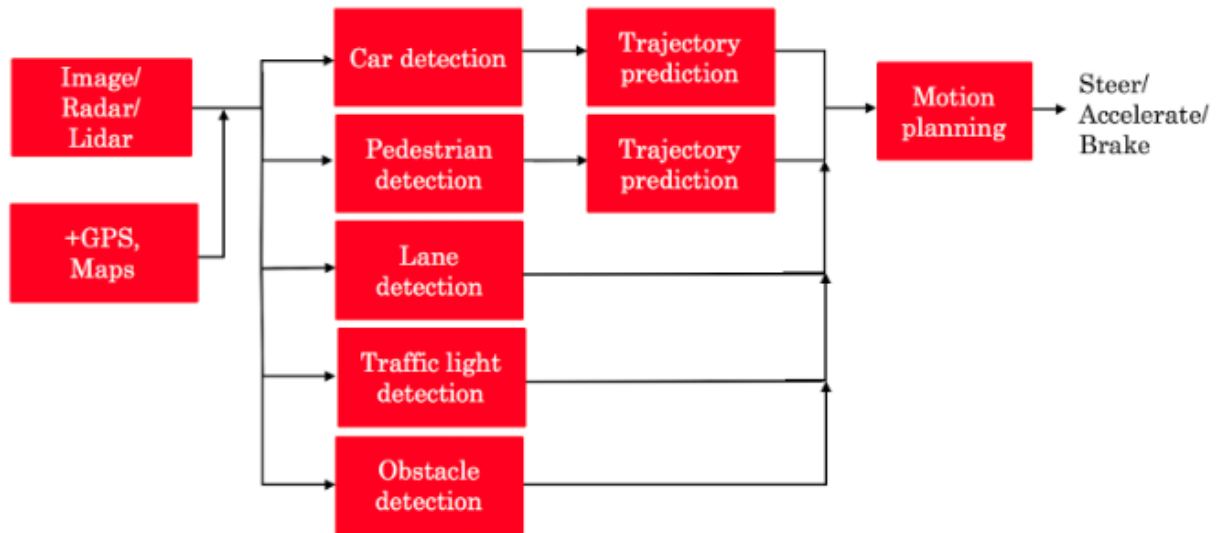 Image/
Radar/
Lidar
+GPS,
Maps
Car detection
Pedestrian
detection
Lane
detection
Traffic light
detection
Obstacle
detection
Trajectory
prediction
Trajectory
prediction
Motion
planning
Steer/
Accelerate/
Brake